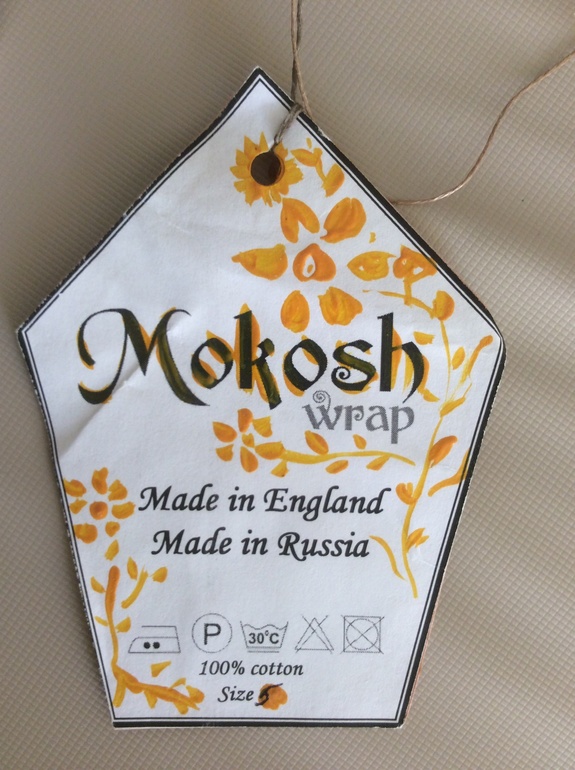 Mokosh
wrap
Made in England
Made in Russia
P 30°C
100% cotton
Size 5